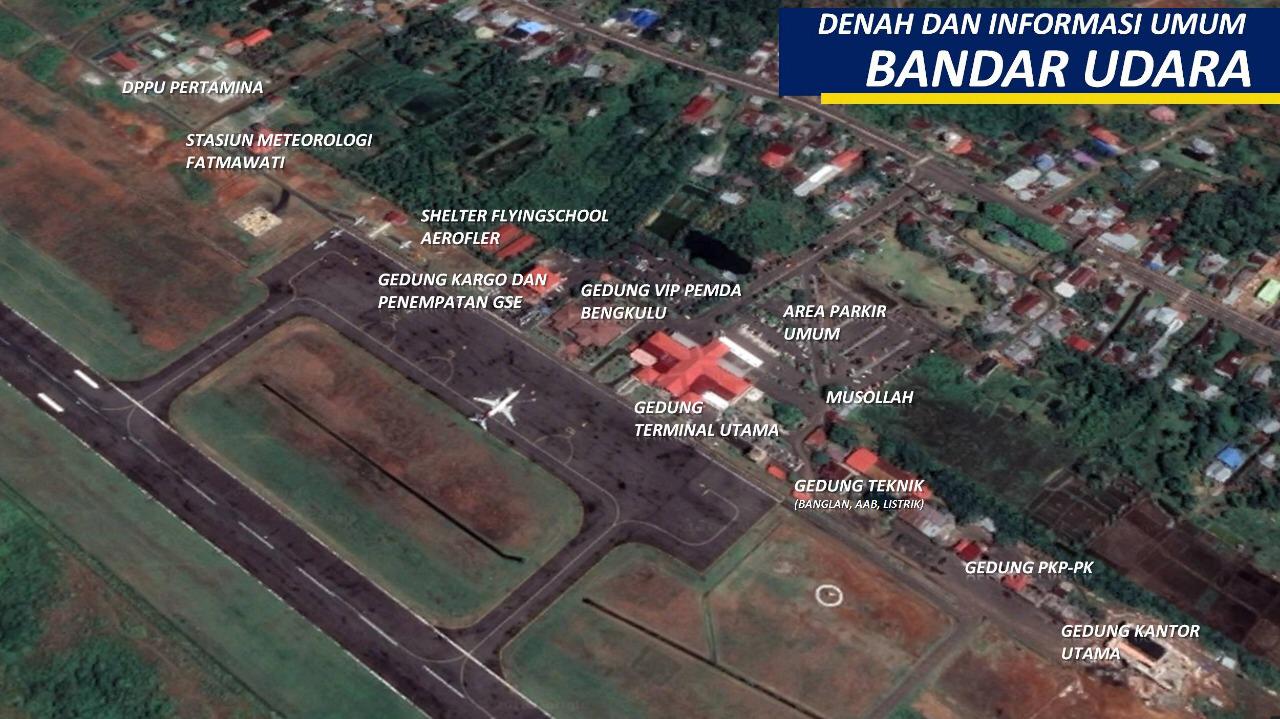 DENAH DAN INFORMASI UMUM
BANDAR UDARA
DPPU PERTAMINA
STASIUN METEOROLOGI
FATMAWATI
SHELTER FLYINGSCHOOL
AEROFLER
GEDUNG KARGO DAN
PENEMPATAN GSE
GEDUNG VIP PEMDA
BENGKULU
AREA PARKIR
UMUM
MUSOLLAH
GEDUNG
TERMINAL UTAMA
GEDUNG TEKNIK
(BANGLAN, AAB, LISTRIK)
GEDUNG PKP-PK
GEDUNG KANTOR
UTAMA